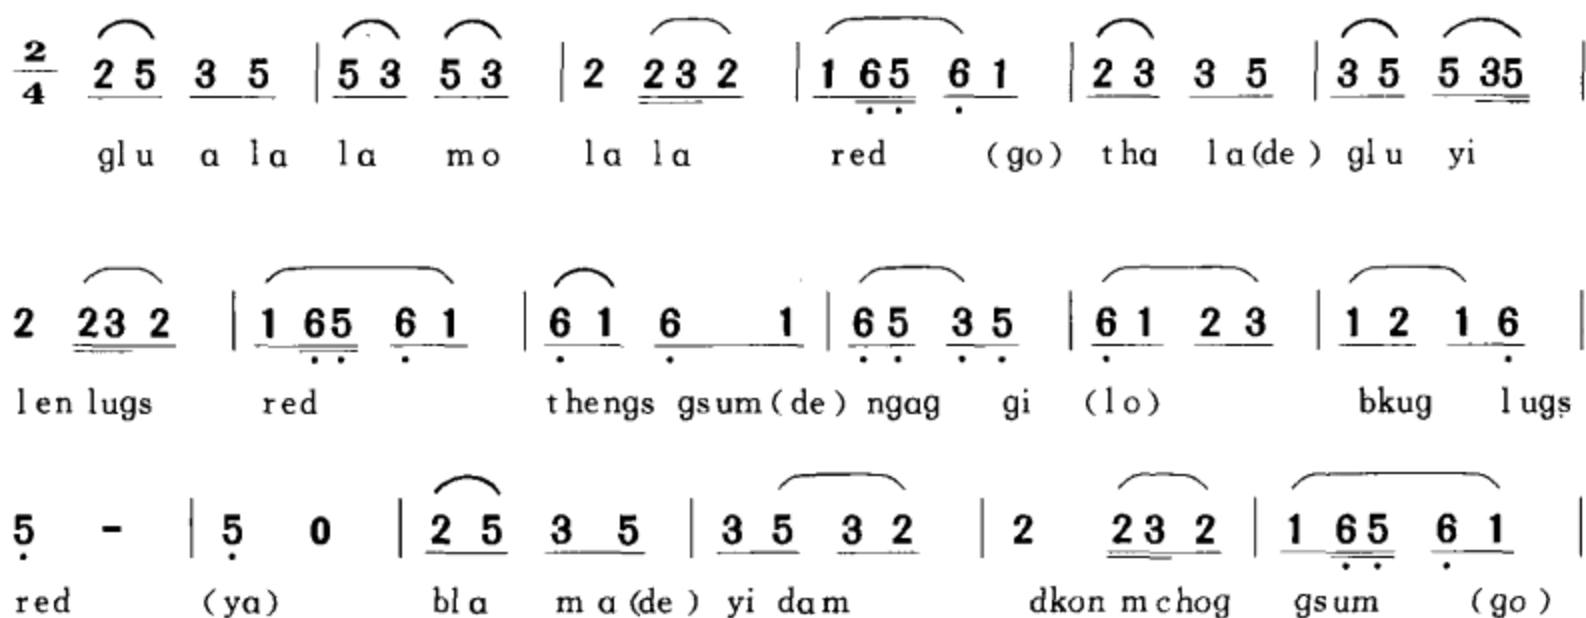 2/4 2 5 3 5 | 5 3 5 3 | 2 2 3 2 | 1 6̣ 5̣ 6̣ 1 | 2 3 3 5 | 3 5 5 3 5 |
glu a la la mo la la red (go) tha la(de) glu yi
2 2 3 2 | 1 6̣ 5̣ 6̣ 1 | 6̣ 1 6̣ 1 | 6̣ 5̣ 3̣ 5̣ | 6̣ 1 2 3 | 1 2 1 6̣ |
len lugs red thengs gsum(de) ngag gi (lo) bkug lugs
5̣ - | 5̣ 0 | 2 5 3 5 | 3 5 3 2 | 2 2 3 2 | 1 6̣ 5̣ 6̣ 1 |
red (ya) bla ma(de) yi dam dkon mchog gsum (go)